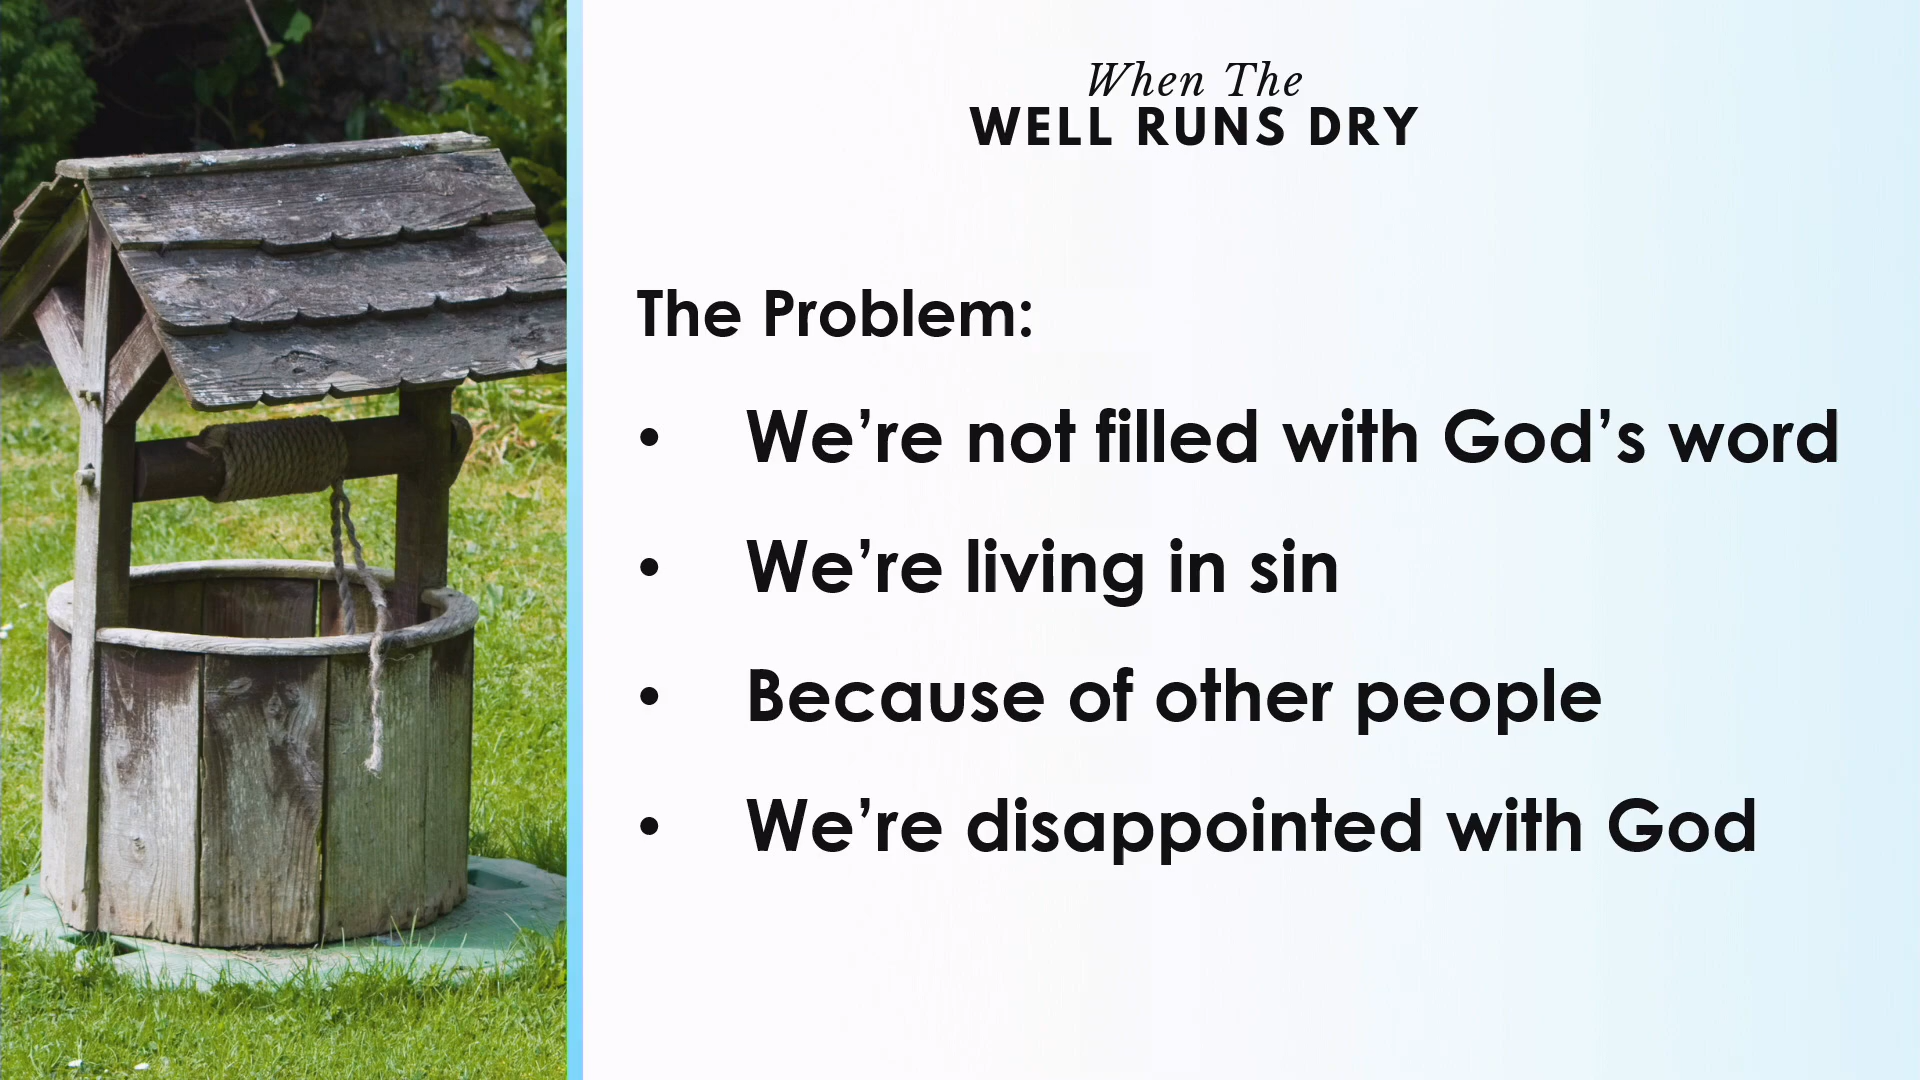 When The
WELL RUNS DRY
The Problem:
• We’re not filled with God’s word
• We’re living in sin
• Because of other people
• We’re disappointed with God